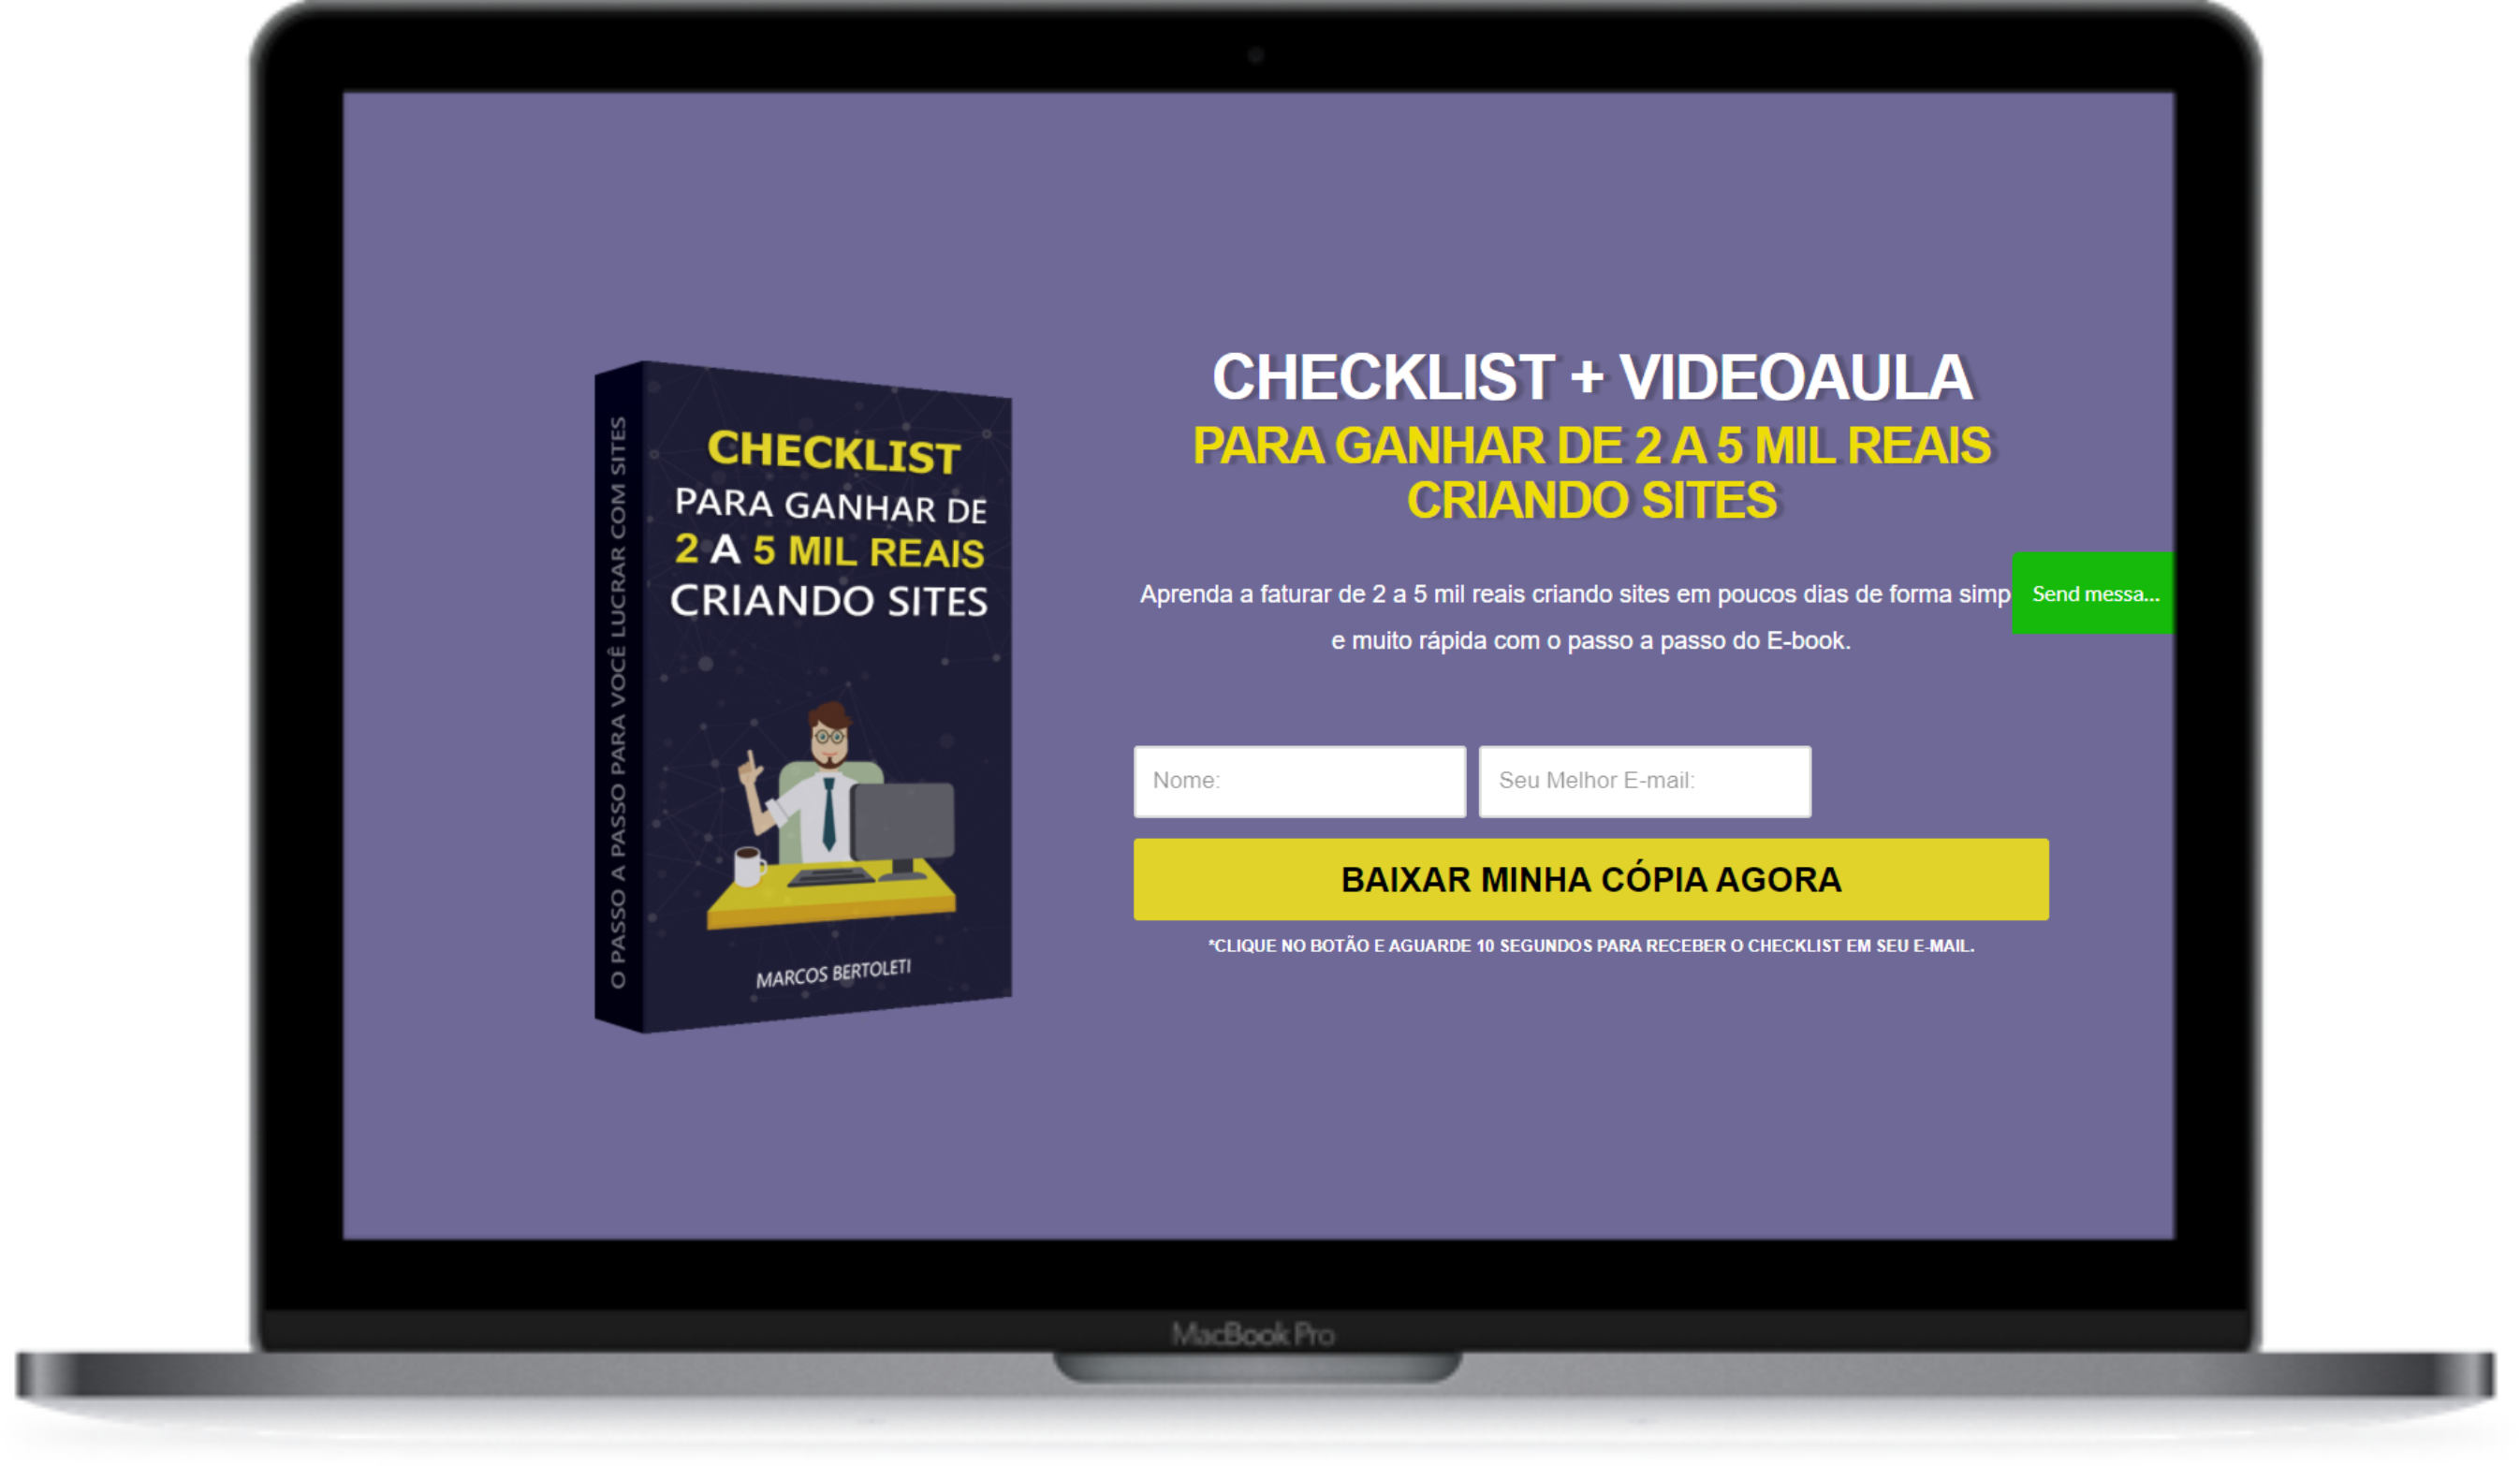 O PASSO A PASSO PARA VOCÊ LUCRAR COM SITES
CHECKLIST
PARA GANHAR DE
2 A 5 MIL REAIS
CRIANDO SITES
MARCOS BERTOLETI
CHECKLIST + VIDEOAULA
PARA GANHAR DE 2 A 5 MIL REAIS
CRIANDO SITES
Aprenda a faturar de 2 a 5 mil reais criando sites em poucos dias de forma simp
Send messa...
e muito rápida com o passo a passo do E-book.
Nome:
Seu Melhor E-mail:
BAIXAR MINHA CÓPIA AGORA
*CLIQUE NO BOTÃO E AGUARDE 10 SEGUNDOS PARA RECEBER O CHECKLIST EM SEU E-MAIL.
MacBook Pro